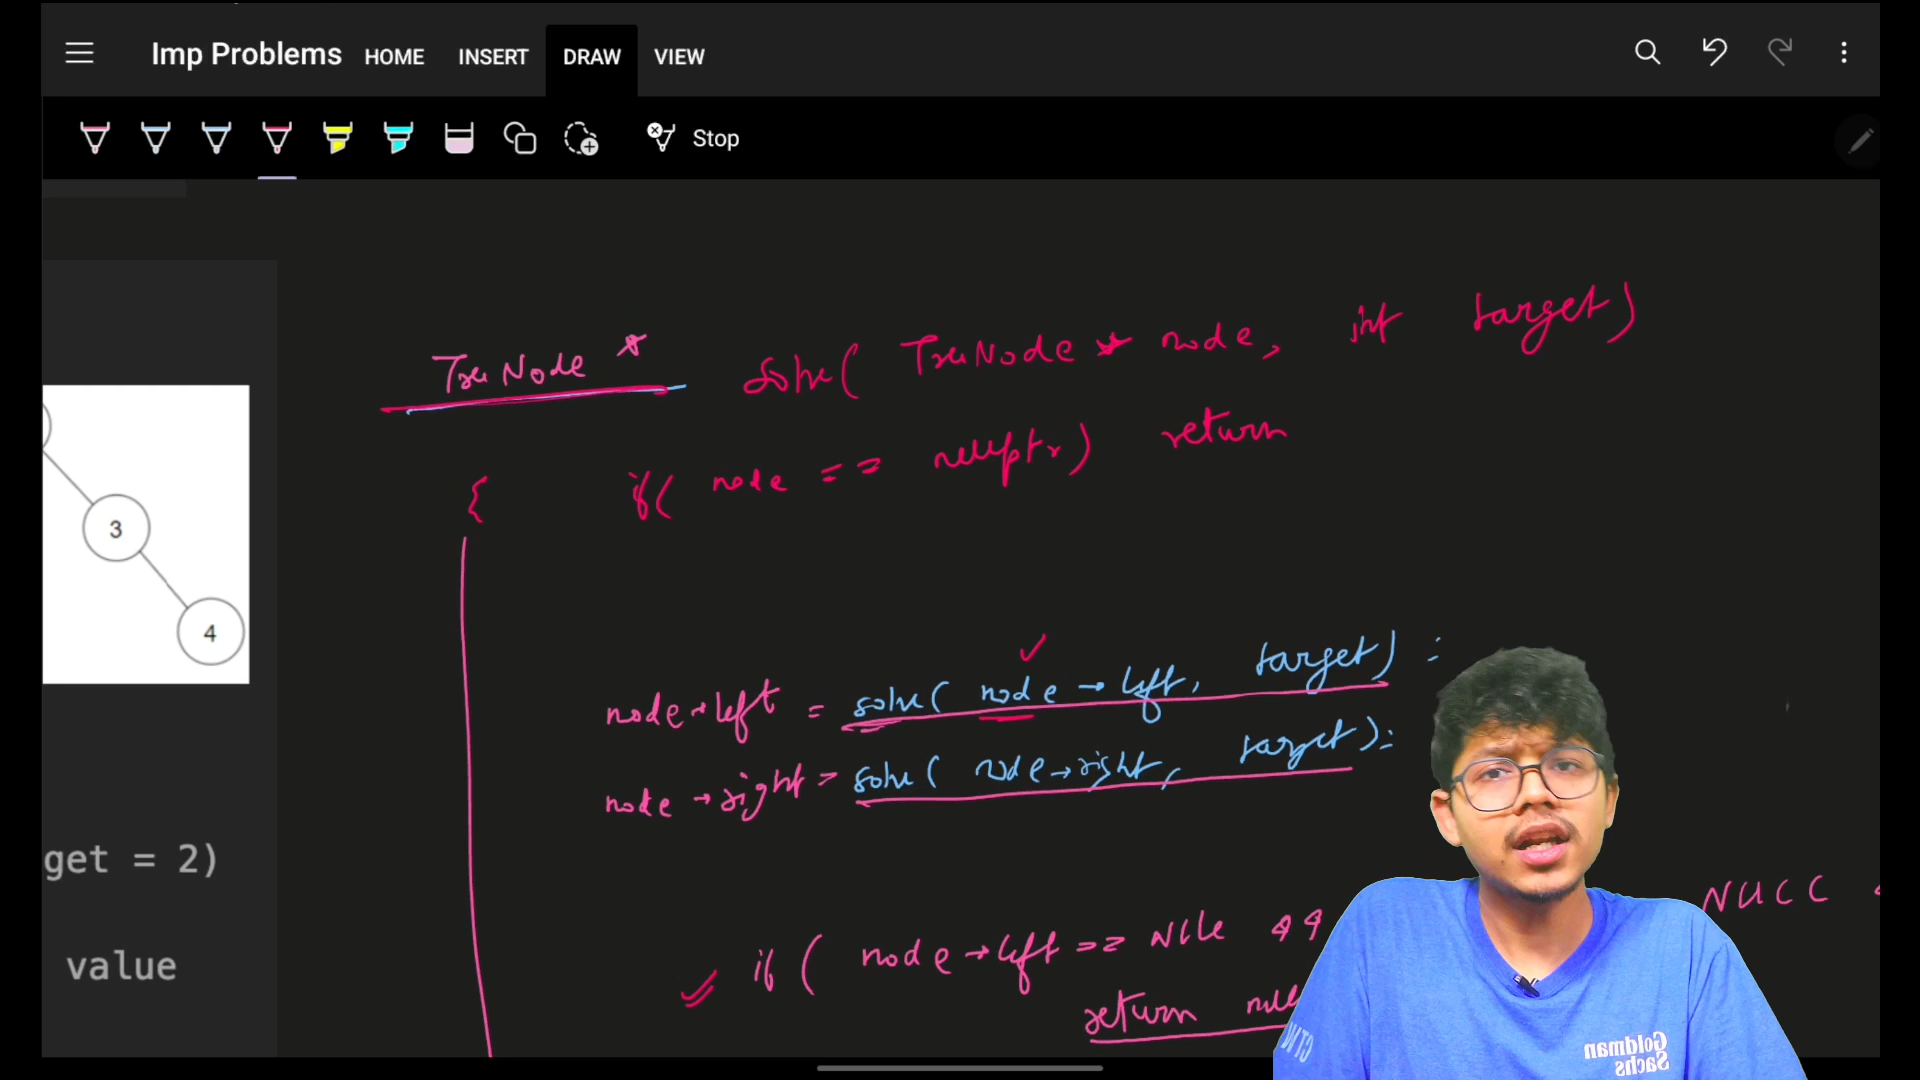 Imp Problems HOME INSERT DRAW VIEW
Stop
TreeNode * solve( TreeNode * node, int target)
{ if( node == nullptr) return
3
4
node→left = solve( node→left, target) ;
node→right = solve( node→right, target);
get = 2)
if ( node→left == NULL && NULL
value
return null
Goldman
Sachs